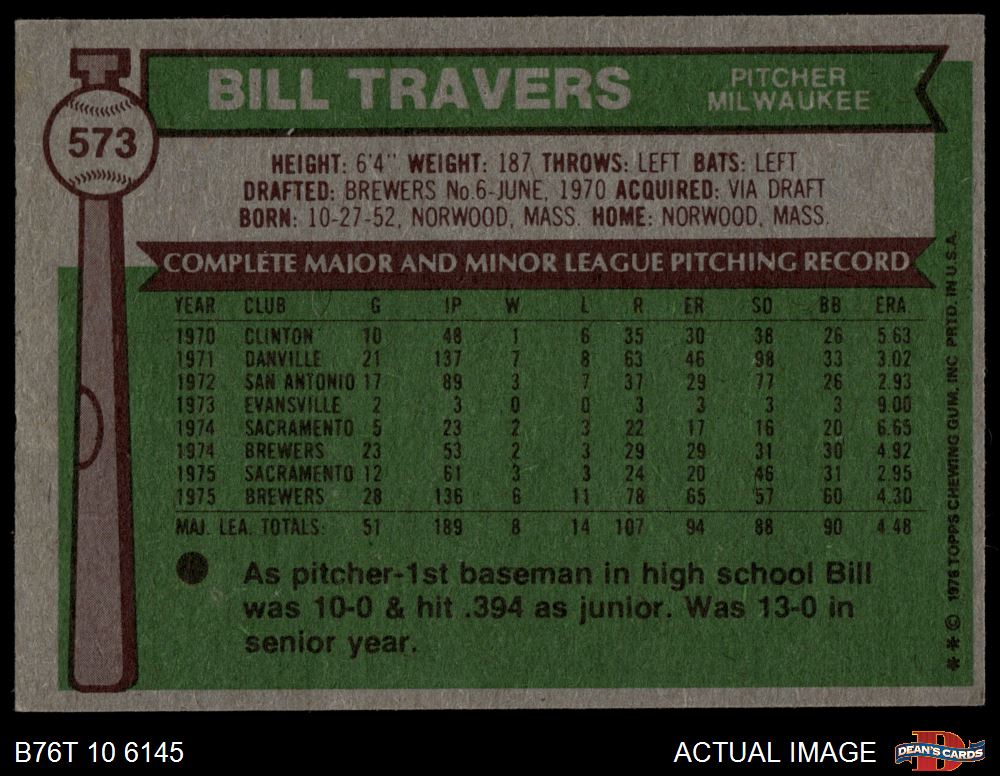 573
BILL TRAVERS
PITCHER
MILWAUKEE
HEIGHT: 6'4" WEIGHT: 187 THROWS: LEFT BATS: LEFT
DRAFTED: BREWERS No.6-JUNE, 1970 ACQUIRED: VIA DRAFT
BORN: 10-27-52, NORWOOD, MASS. HOME: NORWOOD, MASS.
COMPLETE MAJOR AND MINOR LEAGUE PITCHING RECORD
YEAR CLUB G IP W L R ER SO BB ERA
1970 CLINTON 10 48 1 6 35 30 38 26 5.63
1971 DANVILLE 21 137 7 8 63 46 98 33 3.02
1972 SAN ANTONIO 17 89 3 7 37 29 77 26 2.93
1973 EVANSVILLE 2 3 0 0 3 3 3 3 9.00
1974 SACRAMENTO 5 23 2 3 22 17 16 20 6.65
1974 BREWERS 23 53 2 3 29 29 31 30 4.92
1975 SACRAMENTO 12 61 3 3 24 20 46 31 2.95
1975 BREWERS 28 136 6 11 78 65 57 60 4.30
MAJ. LEA. TOTALS: 51 189 8 14 107 94 88 90 4.48
As pitcher-1st baseman in high school Bill
was 10-0 & hit .394 as junior. Was 13-0 in
senior year.
** © 1976 TOPPS CHEWING GUM, INC PRTD. IN U.S.A.
B76T 10 6145
ACTUAL IMAGE
DEAN'S CARDS